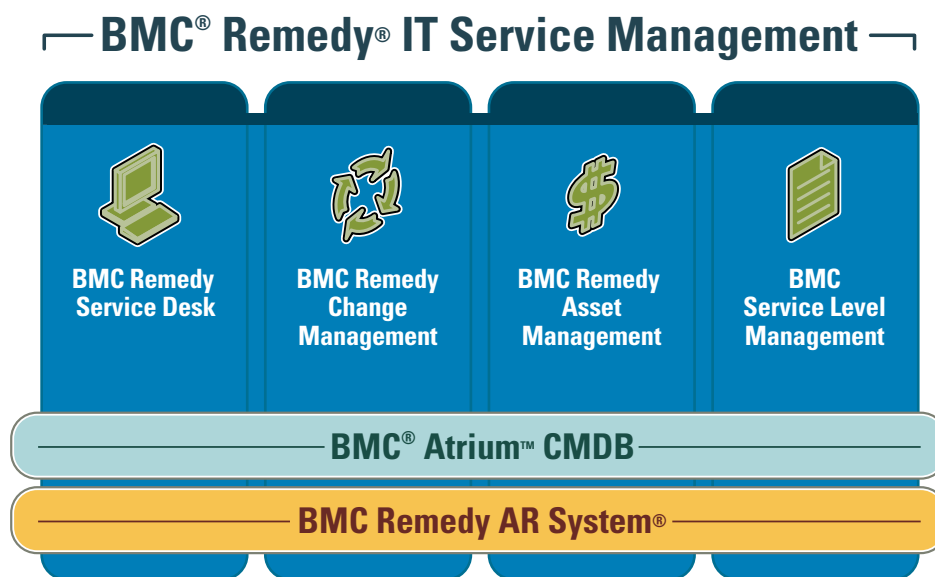 BMC® Remedy® IT Service Management
BMC Remedy
Service Desk
BMC Remedy
Change
Management
BMC Remedy
Asset
Management
BMC
Service Level
Management
BMC® Atrium™ CMDB
BMC Remedy AR System®